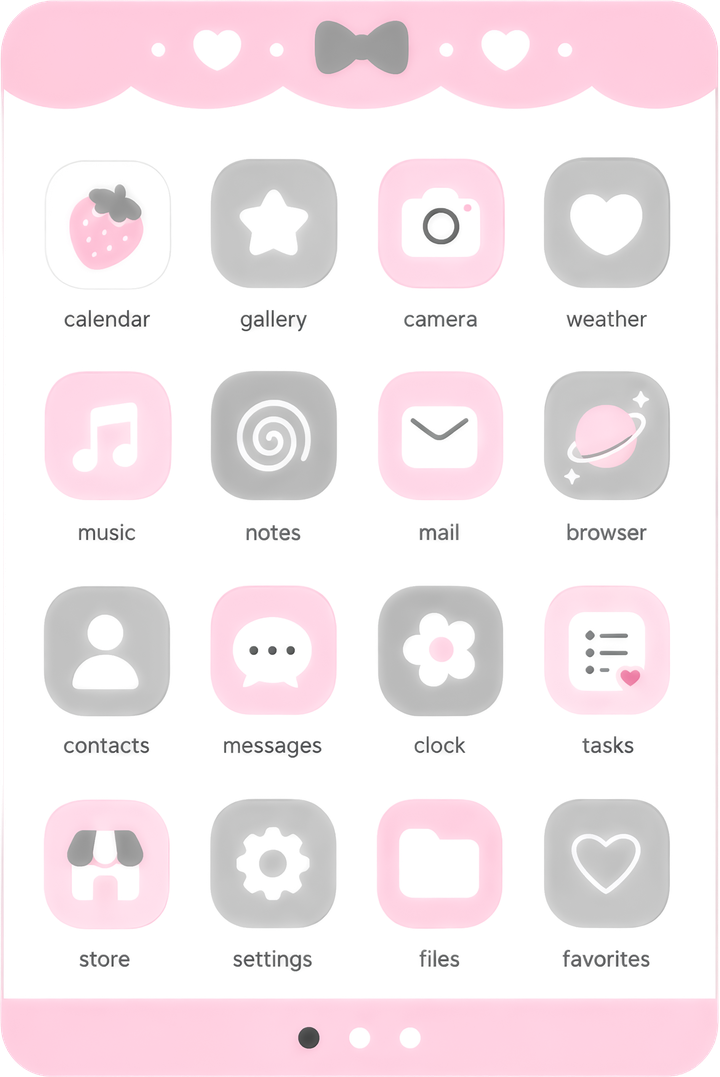 calendar gallery camera weather
music notes mail browser
contacts messages clock tasks
store settings files favorites